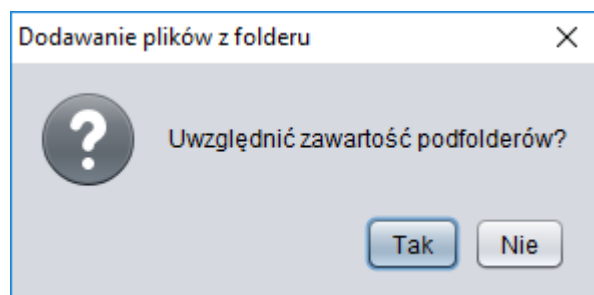 Dodawanie plików z folderu
Uwzględnić zawartość podfolderów?
Tak
Nie